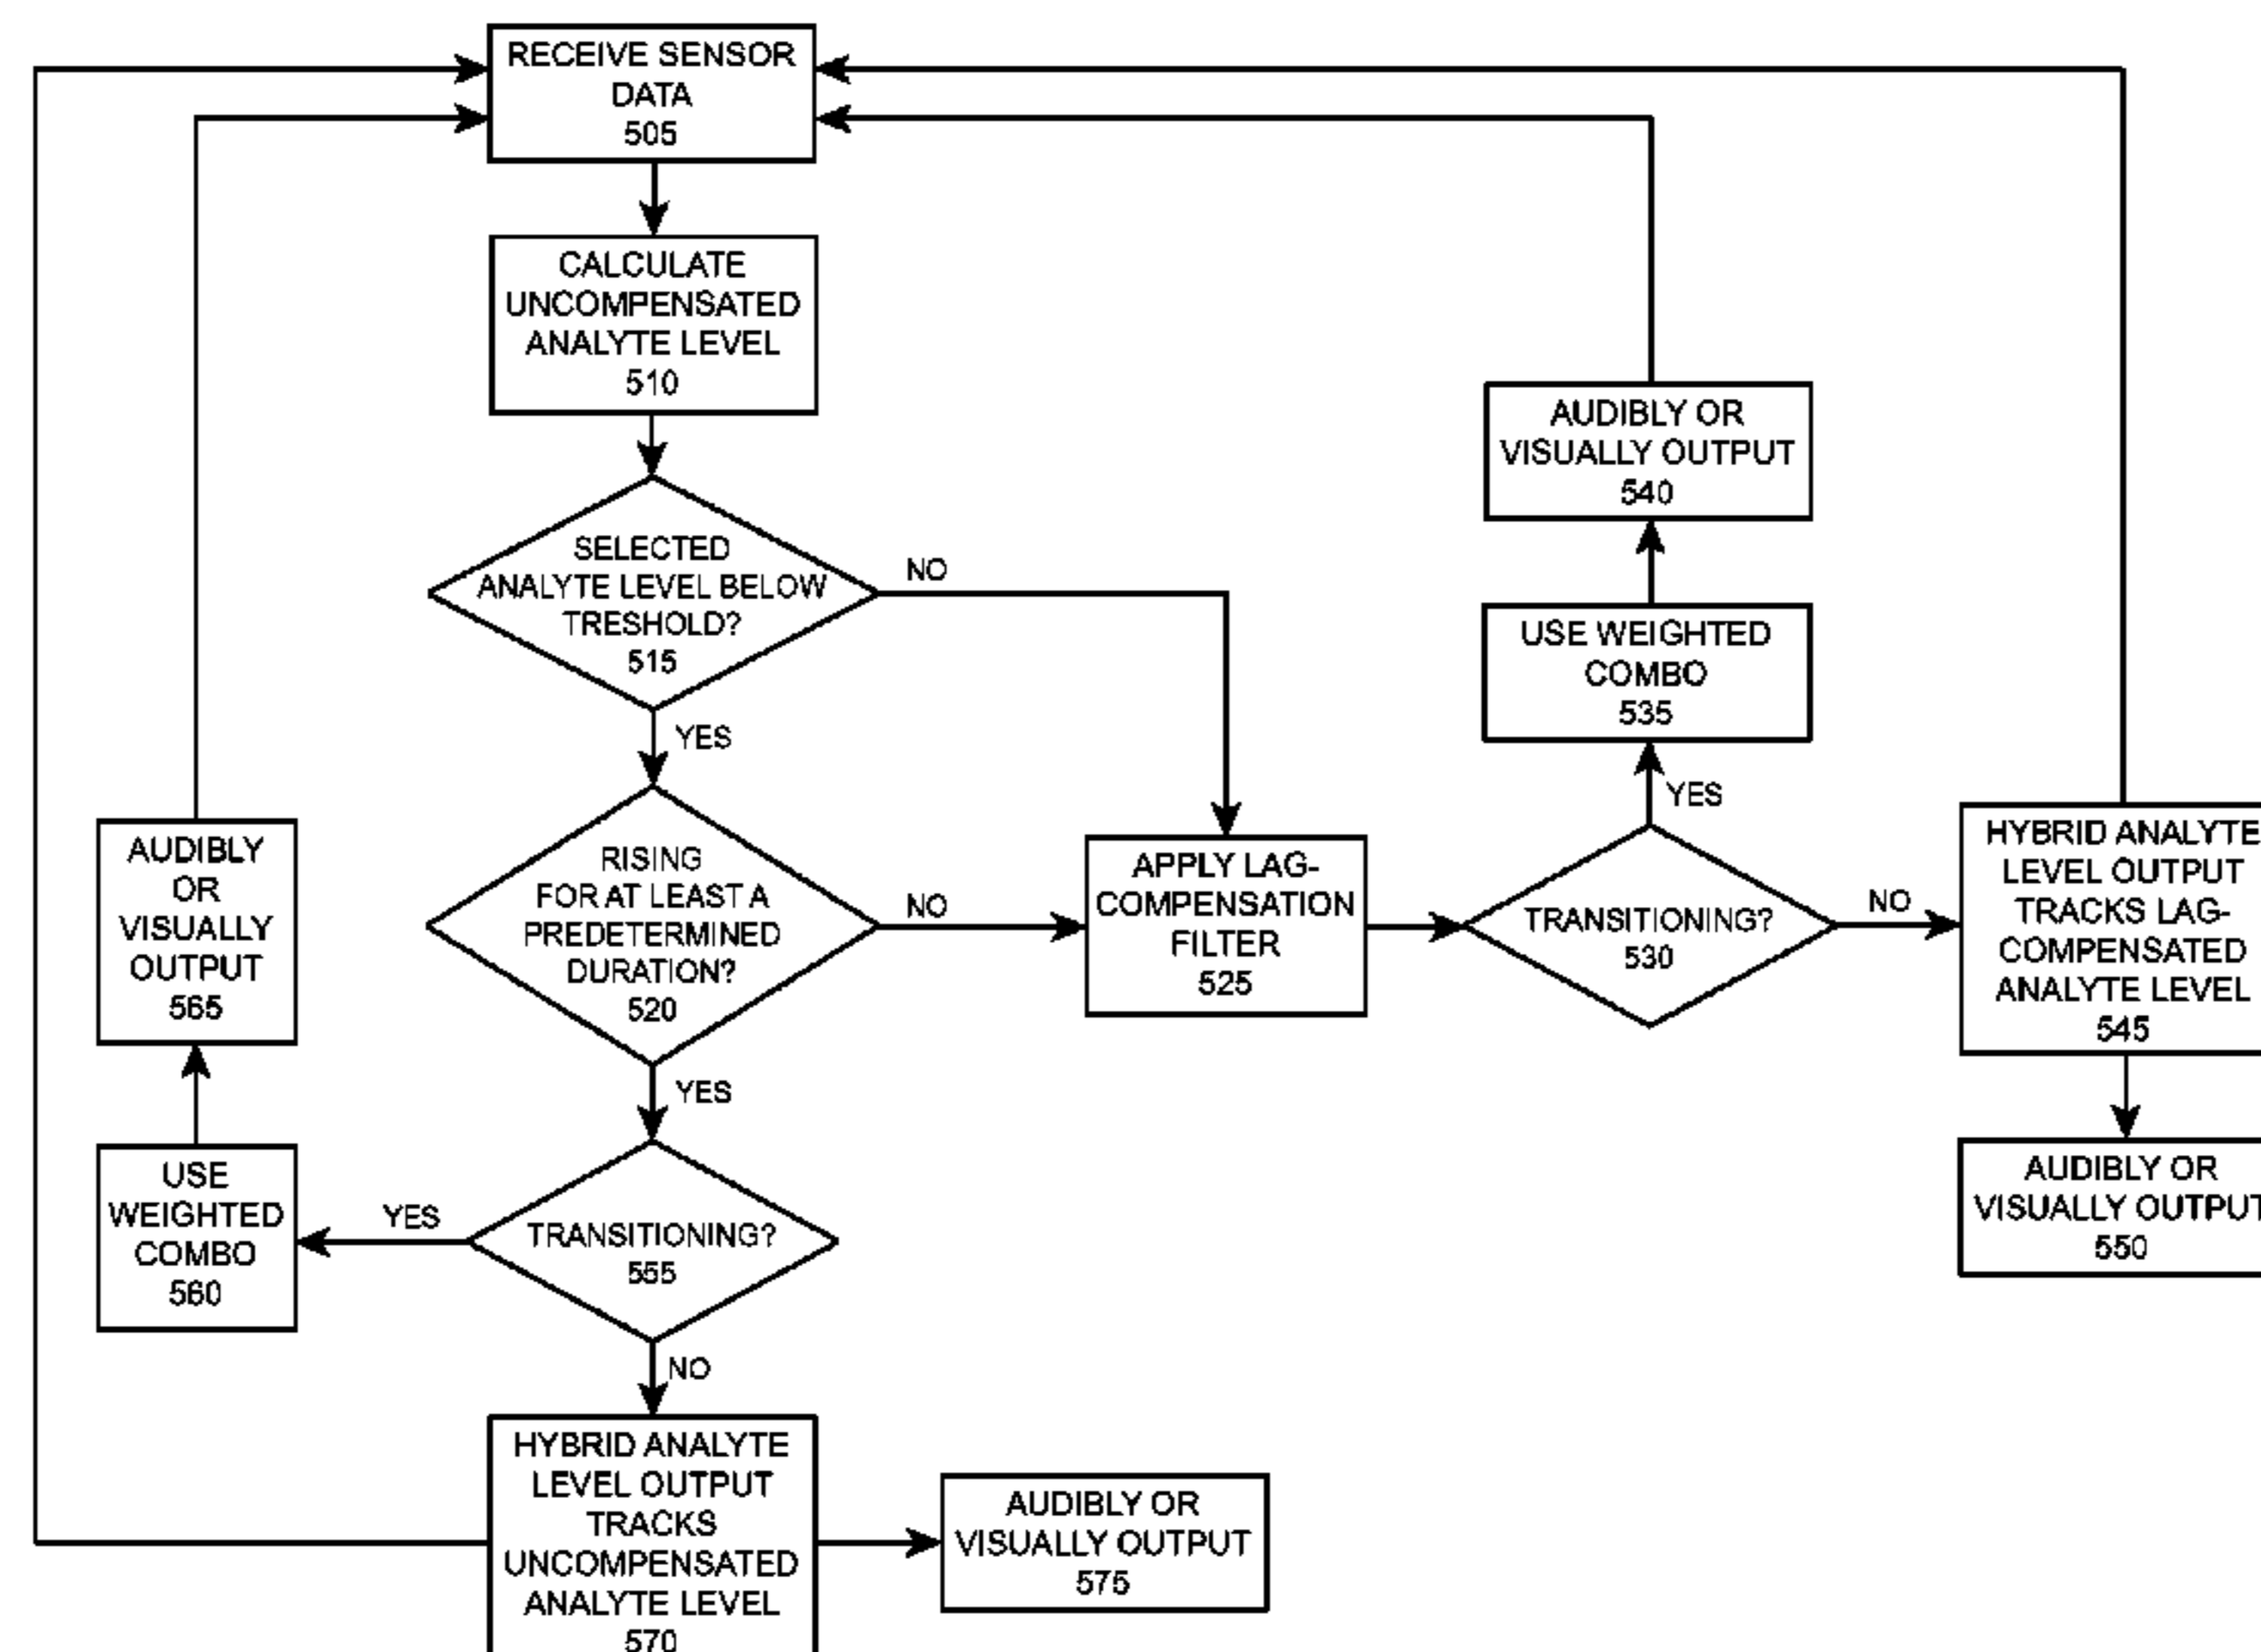 RECEIVE SENSOR
DATA
505
CALCULATE
UNCOMPENSATED
ANALYTE LEVEL
510
SELECTED
ANALYTE LEVEL BELOW
TRESHOLD?
515
NO
YES
RISING
FOR AT LEAST A
PREDETERMINED
DURATION?
520
NO
YES
APPLY LAG-
COMPENSATION
FILTER
525
TRANSITIONING?
530
YES
NO
USE WEIGHTED
COMBO
535
AUDIBLY OR
VISUALLY OUTPUT
540
HYBRID ANALYTE
LEVEL OUTPUT
TRACKS LAG-
COMPENSATED
ANALYTE LEVEL
545
AUDIBLY OR
VISUALLY OUTPUT
550
TRANSITIONING?
555
YES
NO
USE
WEIGHTED
COMBO
560
AUDIBLY
OR
VISUALLY
OUTPUT
565
HYBRID ANALYTE
LEVEL OUTPUT
TRACKS
UNCOMPENSATED
ANALYTE LEVEL
570
AUDIBLY OR
VISUALLY OUTPUT
575